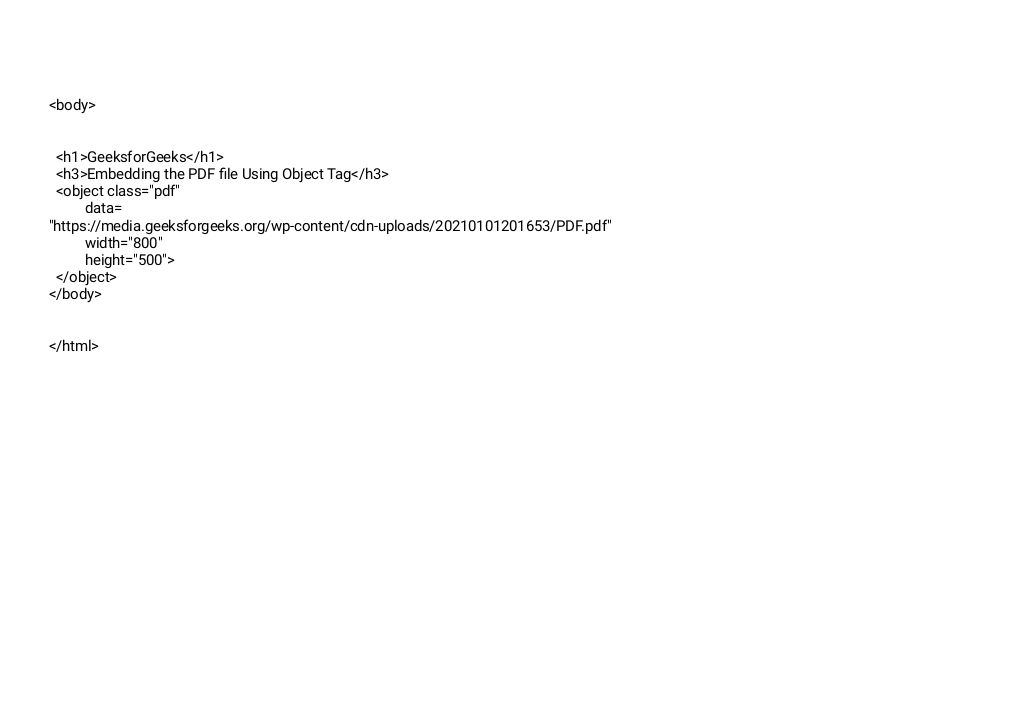 <body>
<h1>GeeksforGeeks</h1>
<h3>Embedding the PDF file Using Object Tag</h3>
<object class="pdf"
data=
"https://media.geeksforgeeks.org/wp-content/cdn-uploads/20210101201653/PDF.pdf"
width="800"
height="500">
</object>
</body>
</html>